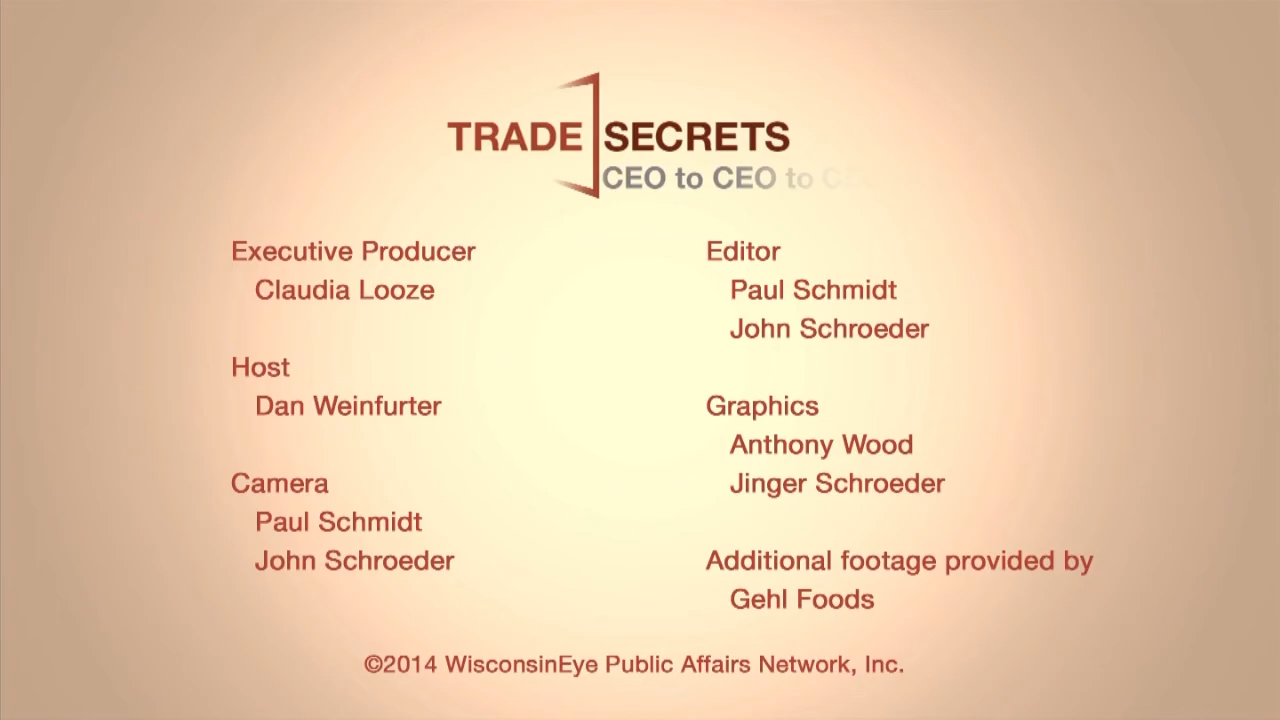 TRADE SECRETS
CEO to CEO to CEO
Executive Producer
Claudia Looze
Host
Dan Weinfurter
Camera
Paul Schmidt
John Schroeder
Editor
Paul Schmidt
John Schroeder
Graphics
Anthony Wood
Jinger Schroeder
Additional footage provided by
Gehl Foods
©2014 WisconsinEye Public Affairs Network, Inc.